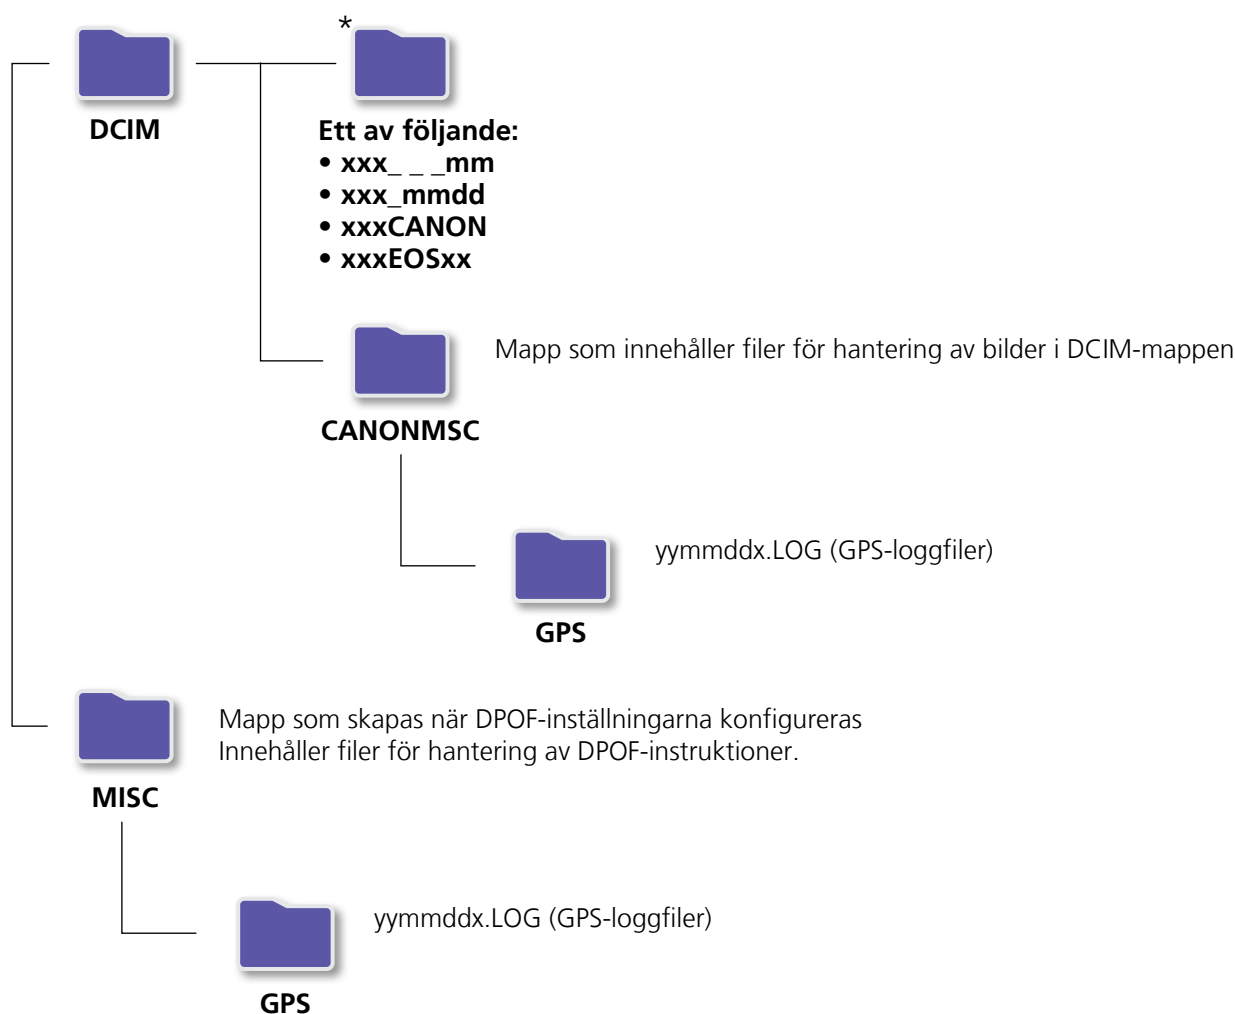 *
DCIM
Ett av följande:
• xxx_ _ _mm
• xxx_mmdd
• xxxCANON
• xxxEOSxx
Mapp som innehåller filer för hantering av bilder i DCIM-mappen
CANONMSC
yymmddx.LOG (GPS-loggfiler)
GPS
Mapp som skapas när DPOF-inställningarna konfigureras
Innehåller filer för hantering av DPOF-instruktioner.
MISC
yymmddx.LOG (GPS-loggfiler)
GPS